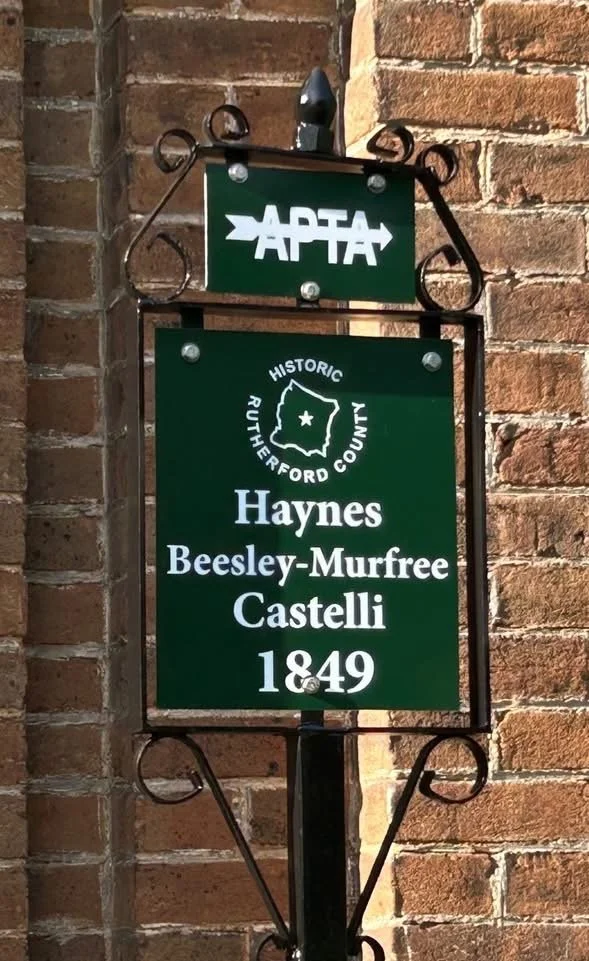 APTA
HISTORIC
RUTHERFORD COUNTY
Haynes
Beesley-Murfree
Castelli
1849